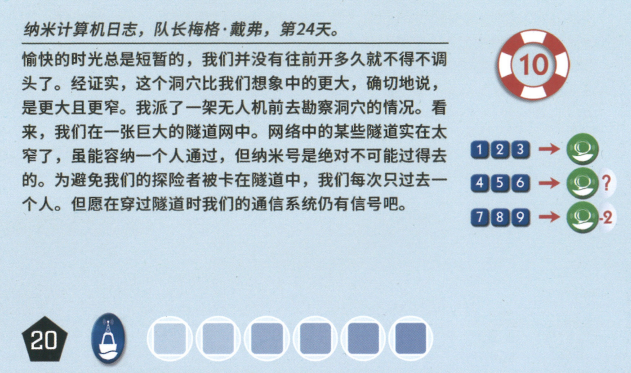 纳米计算机日志，队长梅格·戴弗，第24天。
愉快的时光总是短暂的，我们并没有往前开多久就不得不调
头了。经证实，这个洞穴比我们想象中的更大，确切地说，
是更大且更窄。我派了一架无人机前去勘察洞穴的情况。看
来，我们在一张巨大的隧道网中。网络中的某些隧道实在太
窄了，虽能容纳一个人通过，但纳米号是绝对不可能过得去
的。为避免我们的探险者被卡在隧道中，我们每次只过去一
个人。但愿在穿过隧道时我们的通信系统仍有信号吧。
10
1 2 3
4 5 6 ?
7 8 9 -2
20